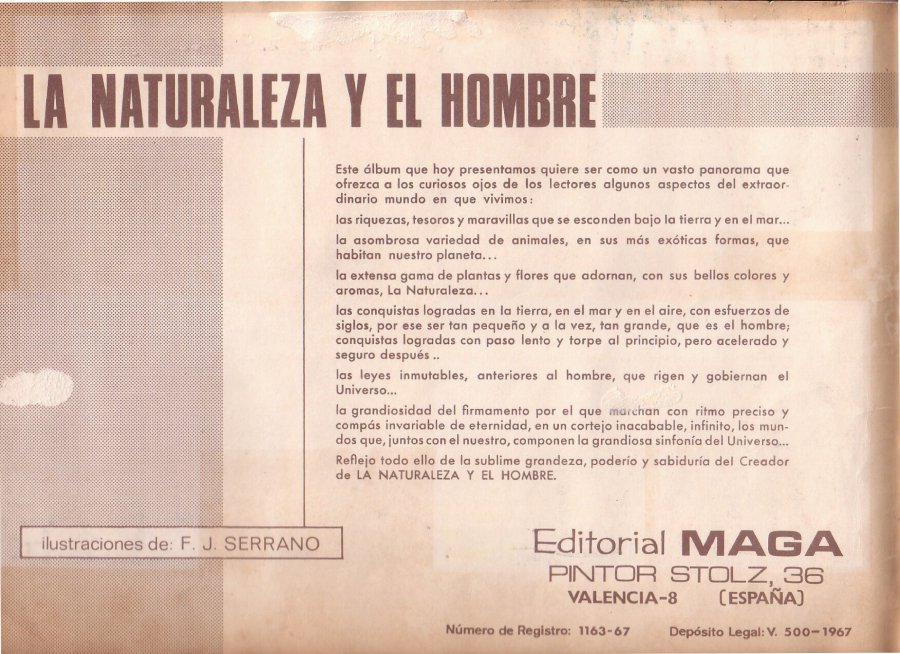 LA NATURALEZA Y EL HOMBRE
Este álbum que hoy presentamos quiere ser como un vasto panorama que
ofrezca a los curiosos ojos de los lectores algunos aspectos del extraor-
dinario mundo en que vivimos:
las riquezas, tesoros y maravillas que se esconden bajo la tierra y en el mar...
la asombrosa variedad de animales, en sus más exóticas formas, que
habitan nuestro planeta...
la extensa gama de plantas y flores que adornan, con sus bellos colores y
aromas, La Naturaleza...
las conquistas logradas en la tierra, en el mar y en el aire, con esfuerzos de
siglos, por ese ser tan pequeño y a la vez, tan grande, que es el hombre;
conquistas logradas con paso lento y torpe al principio, pero acelerado y
seguro después ..
las leyes inmutables, anteriores al hombre, que rigen y gobiernan el
Universo...
la grandiosidad del firmamento por el que marchan con ritmo preciso y
compás invariable de eternidad, en un cortejo inacabable, infinito, los mun-
dos que, juntos con el nuestro, componen la grandiosa sinfonía del Universo...
Reflejo todo ello de la sublime grandeza, poderío y sabiduría del Creador
de LA NATURALEZA Y EL HOMBRE.
ilustraciones de: F. J. SERRANO
Editorial MAGA
PINTOR STOLZ, 36
VALENCIA-8 (ESPAÑA)
Número de Registro: 1163-67 Depósito Legal: V. 500-1967